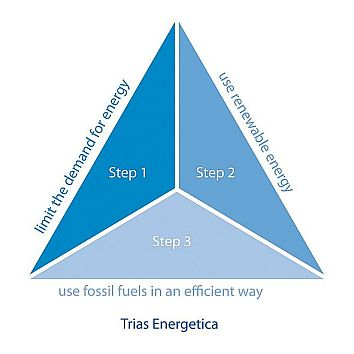 limit the demand for energy
use renewable energy
Step 1
Step 2
Step 3
use fossil fuels in an efficient way
Trias Energetica